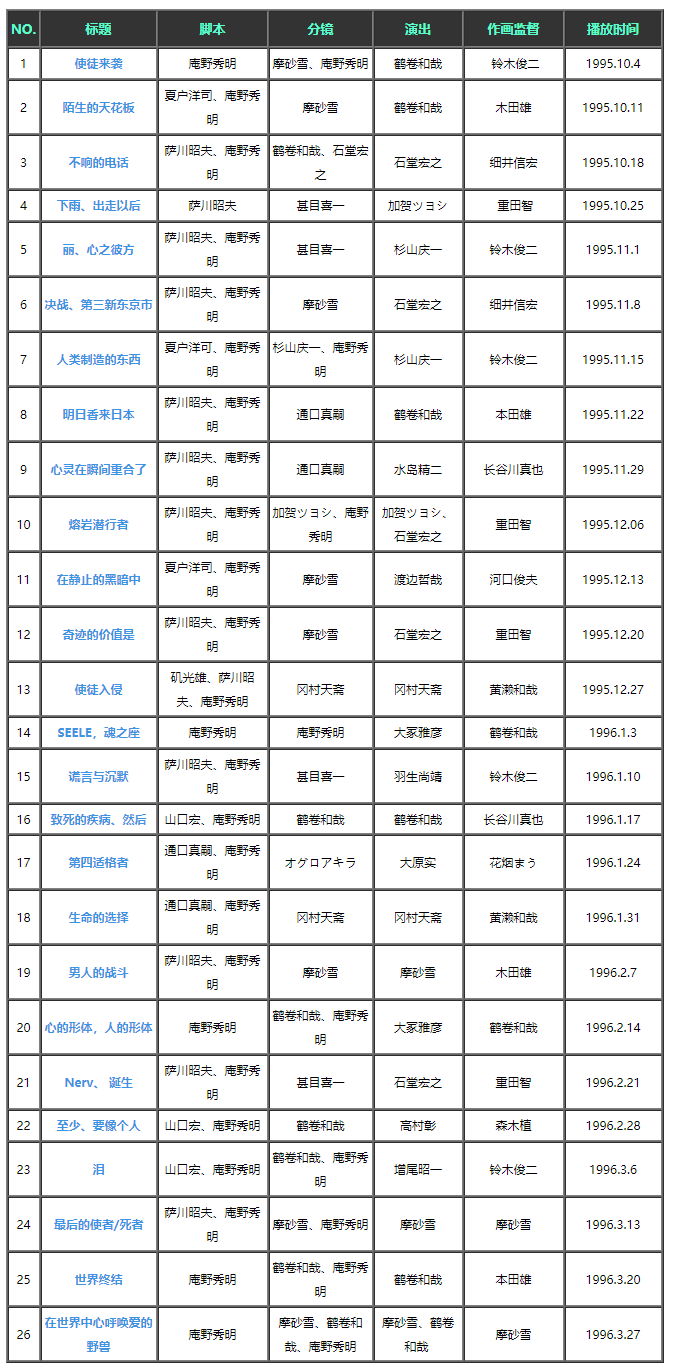 NO. 标题 脚本 分镜 演出 作画监督 播放时间
1 使徒来袭 庵野秀明 摩砂雪、庵野秀明 鹤卷和哉 铃木俊二 1995.10.4
2 陌生的天花板 夏户洋司、庵野秀明 摩砂雪 鹤卷和哉 木田雄 1995.10.11
3 不响的电话 萨川昭夫、庵野秀明 鹤卷和哉、石堂宏之 石堂宏之 细井信宏 1995.10.18
4 下雨、出走以后 萨川昭夫 甚目喜一 加贺ツヨシ 重田智 1995.10.25
5 丽、心之彼方 萨川昭夫、庵野秀明 甚目喜一 杉山庆一 铃木俊二 1995.11.1
6 决战、第三新东京市 萨川昭夫、庵野秀明 摩砂雪 石堂宏之 细井信宏 1995.11.8
7 人类制造的东西 夏户洋可、庵野秀明 杉山庆一、庵野秀明 杉山庆一 铃木俊二 1995.11.15
8 明日香来日本 萨川昭夫、庵野秀明 通口真嗣 鹤卷和哉 本田雄 1995.11.22
9 心灵在瞬间重合了 萨川昭夫、庵野秀明 通口真嗣 水岛精二 长谷川真也 1995.11.29
10 熔岩潜行者 萨川昭夫、庵野秀明 加贺ツヨシ、庵野秀明 加贺ツヨシ、石堂宏之 重田智 1995.12.06
11 在静止的黑暗中 夏户洋司、庵野秀明 摩砂雪 渡边哲哉 河口俊夫 1995.12.13
12 奇迹的价值是 萨川昭夫、庵野秀明 摩砂雪 石堂宏之 重田智 1995.12.20
13 使徒入侵 矶光雄、萨川昭夫、庵野秀明 冈村天斋 冈村天斋 黄濑和哉 1995.12.27
14 SEELE，魂之座 庵野秀明 庵野秀明 大冢雅彦 鹤卷和哉 1996.1.3
15 谎言与沉默 萨川昭夫、庵野秀明 甚目喜一 羽生尚靖 铃木俊二 1996.1.10
16 致死的疾病、然后 山口宏、庵野秀明 鹤卷和哉 鹤卷和哉 长谷川真也 1996.1.17
17 第四适格者 通口真嗣、庵野秀明 オグロアキラ 大原实 花烟まう 1996.1.24
18 生命的选择 通口真嗣、庵野秀明 冈村天斋 冈村天斋 黄濑和哉 1996.1.31
19 男人的战斗 萨川昭夫、庵野秀明 摩砂雪 摩砂雪 木田雄 1996.2.7
20 心的形体，人的形体 庵野秀明 鹤卷和哉、庵野秀明 大冢雅彦 鹤卷和哉 1996.2.14
21 Nerv、 诞生 萨川昭夫、庵野秀明 甚目喜一 石堂宏之 重田智 1996.2.21
22 至少、要像个人 山口宏、庵野秀明 鹤卷和哉 高村彰 森木植 1996.2.28
23 泪 山口宏、庵野秀明 鹤卷和哉、庵野秀明 增尾昭一 铃木俊二 1996.3.6
24 最后的使者/死者 萨川昭夫、庵野秀明 摩砂雪、庵野秀明 摩砂雪 摩砂雪 1996.3.13
25 世界终结 庵野秀明 鹤卷和哉、庵野秀明 鹤卷和哉 本田雄 1996.3.20
26 在世界中心呼唤爱的野兽 庵野秀明 摩砂雪、鹤卷和哉、庵野秀明 摩砂雪、鹤卷和哉 摩砂雪 1996.3.27